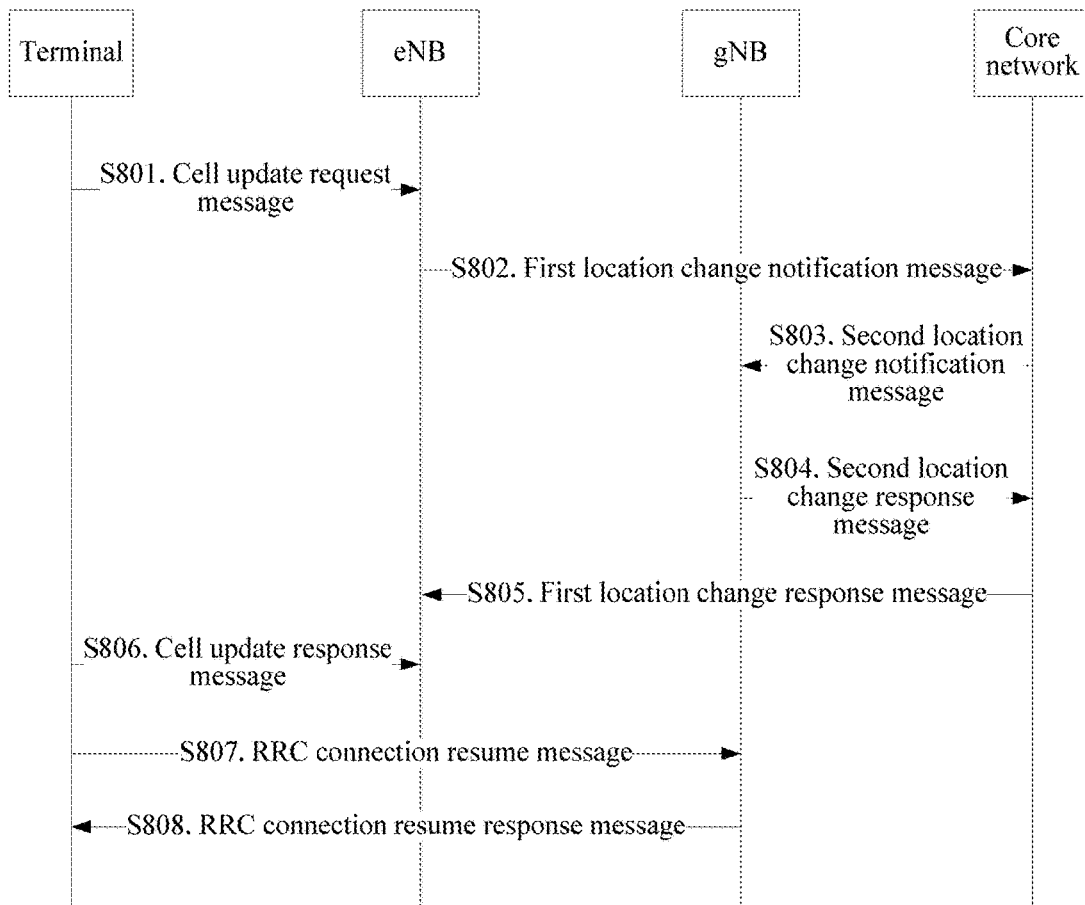 Terminal
eNB
gNB
Core
network
S801. Cell update request
message
S802. First location change notification message
S803. Second location
change notification
message
S804. Second location
change response
message
S805. First location change response message
S806. Cell update response
message
S807. RRC connection resume message
S808. RRC connection resume response message